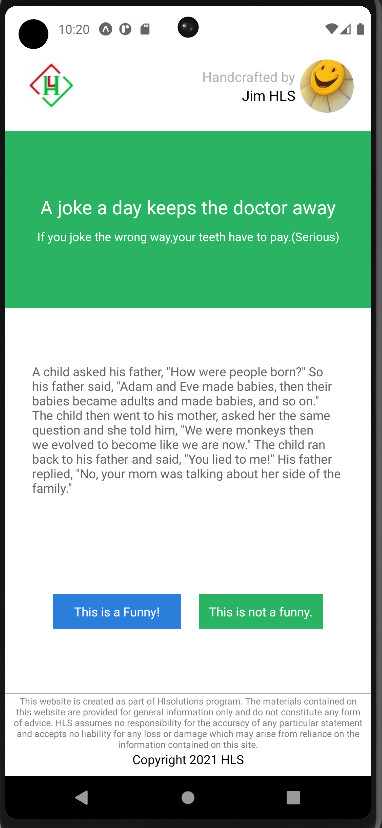 10:20
H
Handcrafted by
Jim HLS
A joke a day keeps the doctor away
If you joke the wrong way,your teeth have to pay.(Serious)
A child asked his father, "How were people born?" So
his father said, "Adam and Eve made babies, then their
babies became adults and made babies, and so on."
The child then went to his mother, asked her the same
question and she told him, "We were monkeys then
we evolved to become like we are now." The child ran
back to his father and said, "You lied to me!" His father
replied, "No, your mom was talking about her side of the
family."
This is a Funny!
This is not a funny.
This website is created as part of Hlsolutions program. The materials contained on
this website are provided for general information only and do not constitute any form
of advice. HLS assumes no responsibility for the accuracy of any particular statement
and accepts no liability for any loss or damage which may arise from reliance on the
information contained on this site.
Copyright 2021 HLS